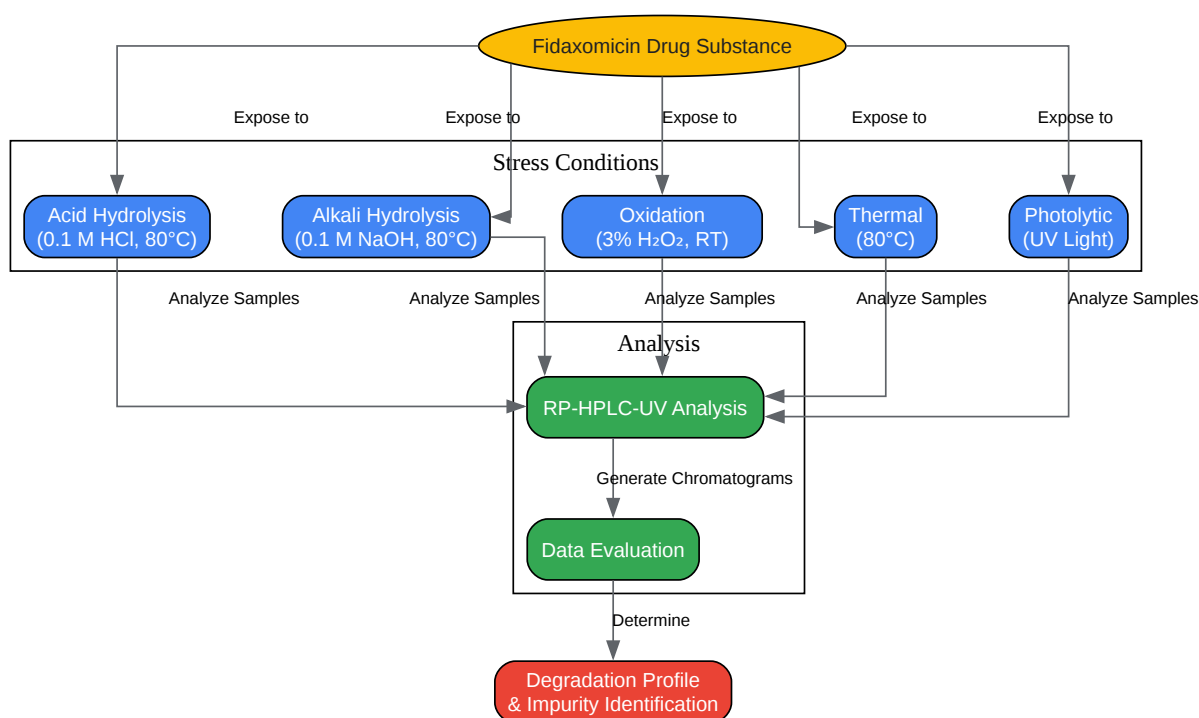 Fidaxomicin Drug Substance
Expose to
Expose to
Expose to
Expose to
Expose to
Stress Conditions
Acid Hydrolysis
(0.1 M HCl, 80°C)
Alkali Hydrolysis
(0.1 M NaOH, 80°C)
Oxidation
(3% H₂O₂, RT)
Thermal
(80°C)
Photolytic
(UV Light)
Analyze Samples
Analyze Samples
Analyze Samples
Analyze Samples
Analyze Samples
Analysis
RP-HPLC-UV Analysis
Generate Chromatograms
Data Evaluation
Determine
Degradation Profile
& Impurity Identification